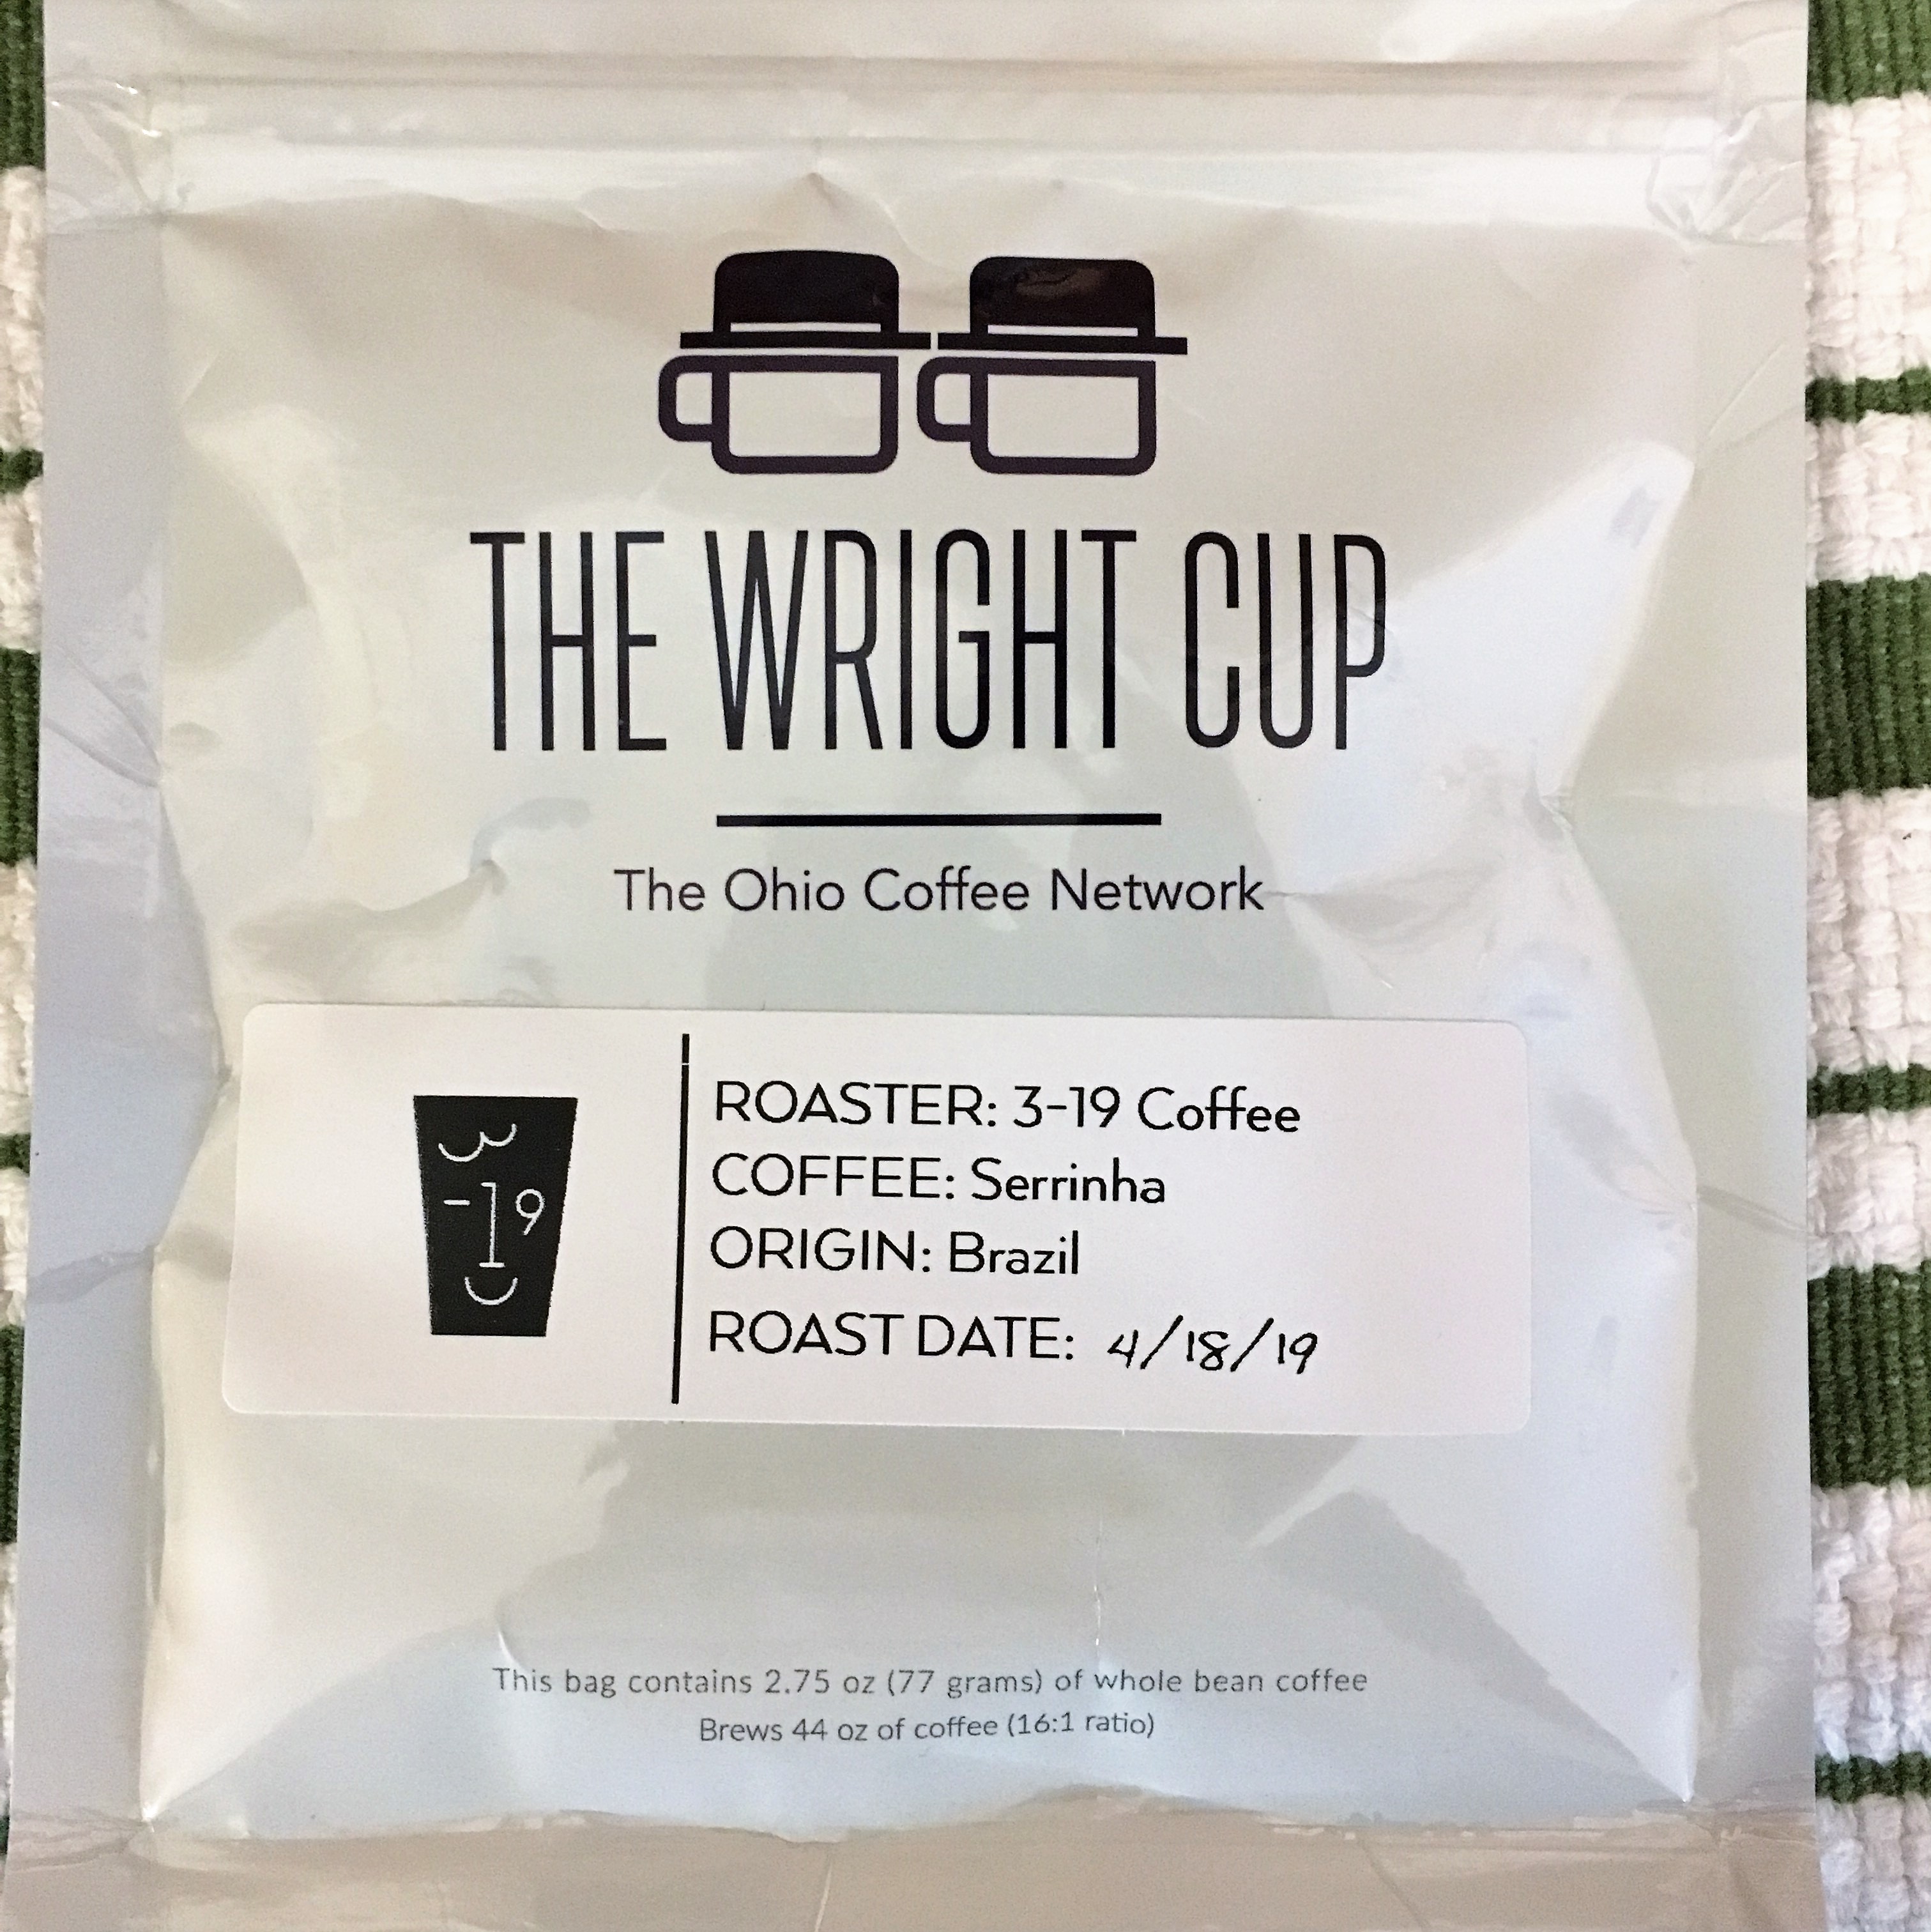 THE WRIGHT CUP
The Ohio Coffee Network
3
-19
ROASTER: 3-19 Coffee
COFFEE: Serrinha
ORIGIN: Brazil
ROAST DATE: 4/18/19
This bag contains 2.75 oz (77 grams) of whole bean coffee
Brews 44 oz of coffee (16:1 ratio)